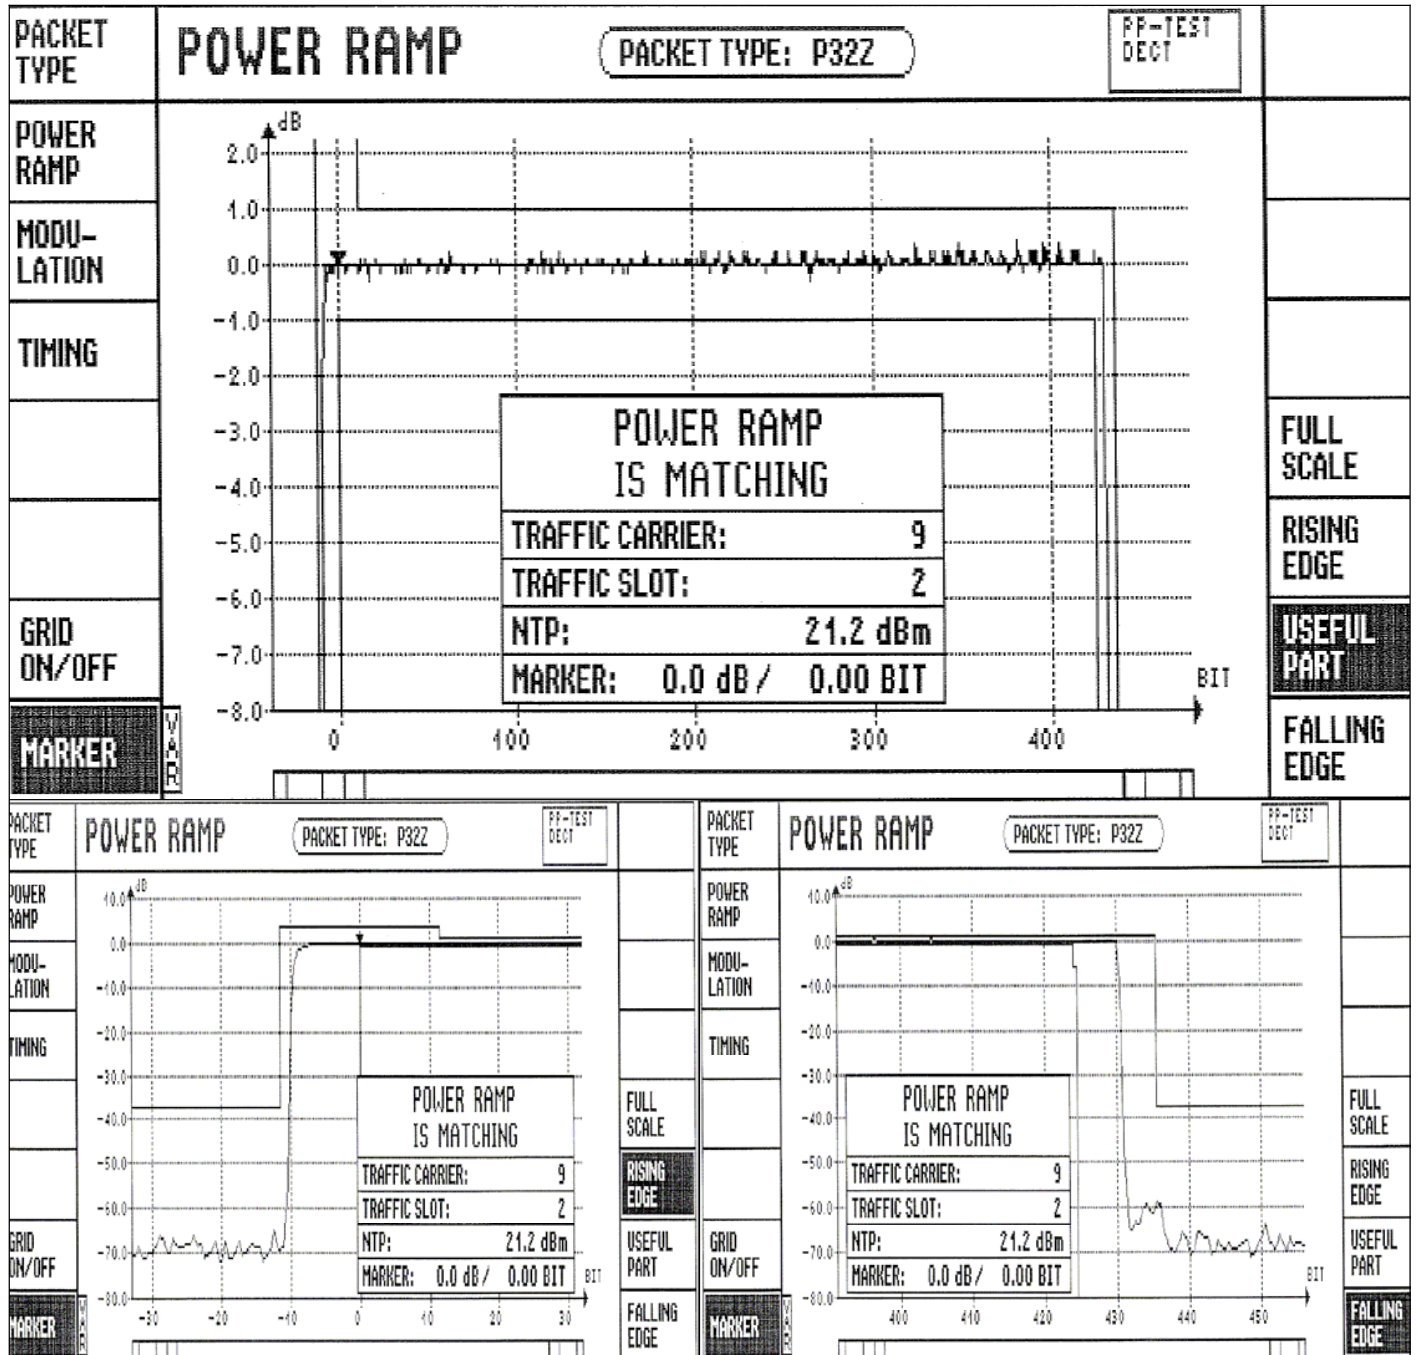 PACKET
TYPE
POWER RAMP
PACKET TYPE: P32Z
PP-TEST
DECT
POWER
RAMP
MODU-
LATION
TIMING
GRID
ON/OFF
MARKER
VAR
dB
2.0
1.0
0.0
-1.0
-2.0
-3.0
-4.0
-5.0
-6.0
-7.0
-8.0
0 100 200 300 400
BIT
POWER RAMP
IS MATCHING
TRAFFIC CARRIER: 9
TRAFFIC SLOT: 2
NTP: 21.2 dBm
MARKER: 0.0 dB / 0.00 BIT
FULL
SCALE
RISING
EDGE
USEFUL
PART
FALLING
EDGE
PACKET
TYPE
POWER RAMP
PACKET TYPE: P32Z
PP-TEST
DECT
POWER
RAMP
MODU-
LATION
TIMING
GRID
ON/OFF
MARKER
VAR
dB
10.0
0.0
-10.0
-20.0
-30.0
-40.0
-50.0
-60.0
-70.0
-80.0
-30 -20 -10 0 10 20 30
BIT
POWER RAMP
IS MATCHING
TRAFFIC CARRIER: 9
TRAFFIC SLOT: 2
NTP: 21.2 dBm
MARKER: 0.0 dB / 0.00 BIT
FULL
SCALE
RISING
EDGE
USEFUL
PART
FALLING
EDGE
PACKET
TYPE
POWER RAMP
PACKET TYPE: P32Z
PP-TEST
DECT
POWER
RAMP
MODU-
LATION
TIMING
GRID
ON/OFF
MARKER
VAR
dB
10.0
0.0
-10.0
-20.0
-30.0
-40.0
-50.0
-60.0
-70.0
-80.0
400 410 420 430 440 450
BIT
POWER RAMP
IS MATCHING
TRAFFIC CARRIER: 9
TRAFFIC SLOT: 2
NTP: 21.2 dBm
MARKER: 0.0 dB / 0.00 BIT
FULL
SCALE
RISING
EDGE
USEFUL
PART
FALLING
EDGE